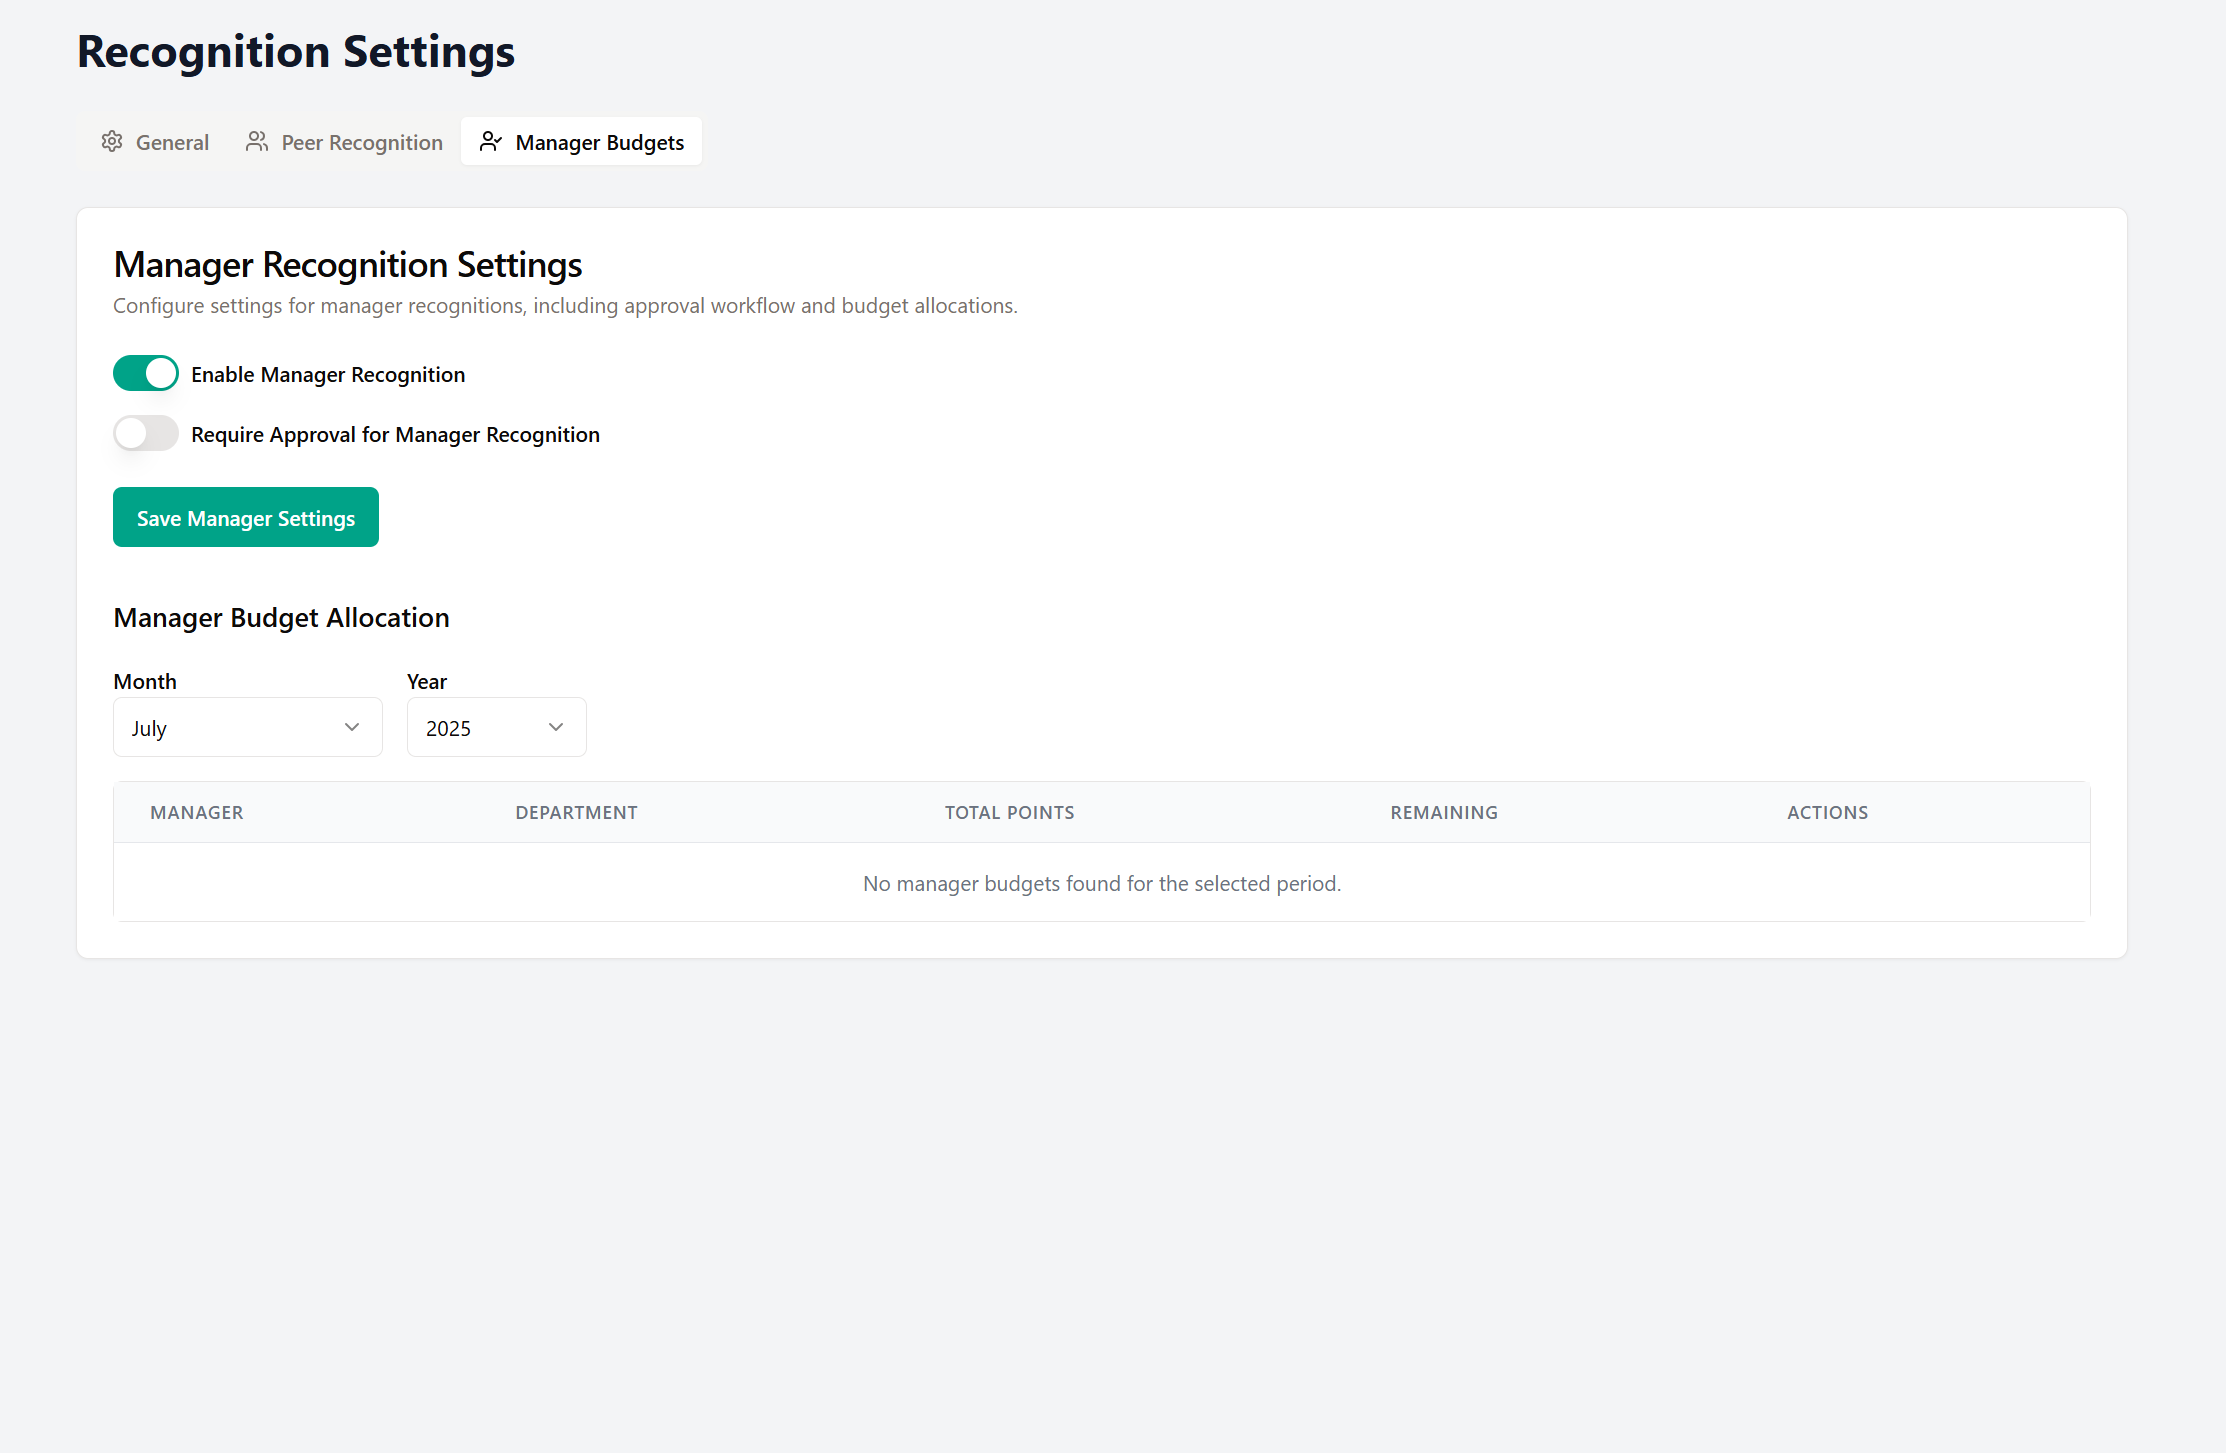 Recognition Settings
General
Peer Recognition
Manager Budgets
Manager Recognition Settings
Configure settings for manager recognitions, including approval workflow and budget allocations.
Enable Manager Recognition
Require Approval for Manager Recognition
Save Manager Settings
Manager Budget Allocation
Month
Year
July
2025
MANAGER
DEPARTMENT
TOTAL POINTS
REMAINING
ACTIONS
No manager budgets found for the selected period.